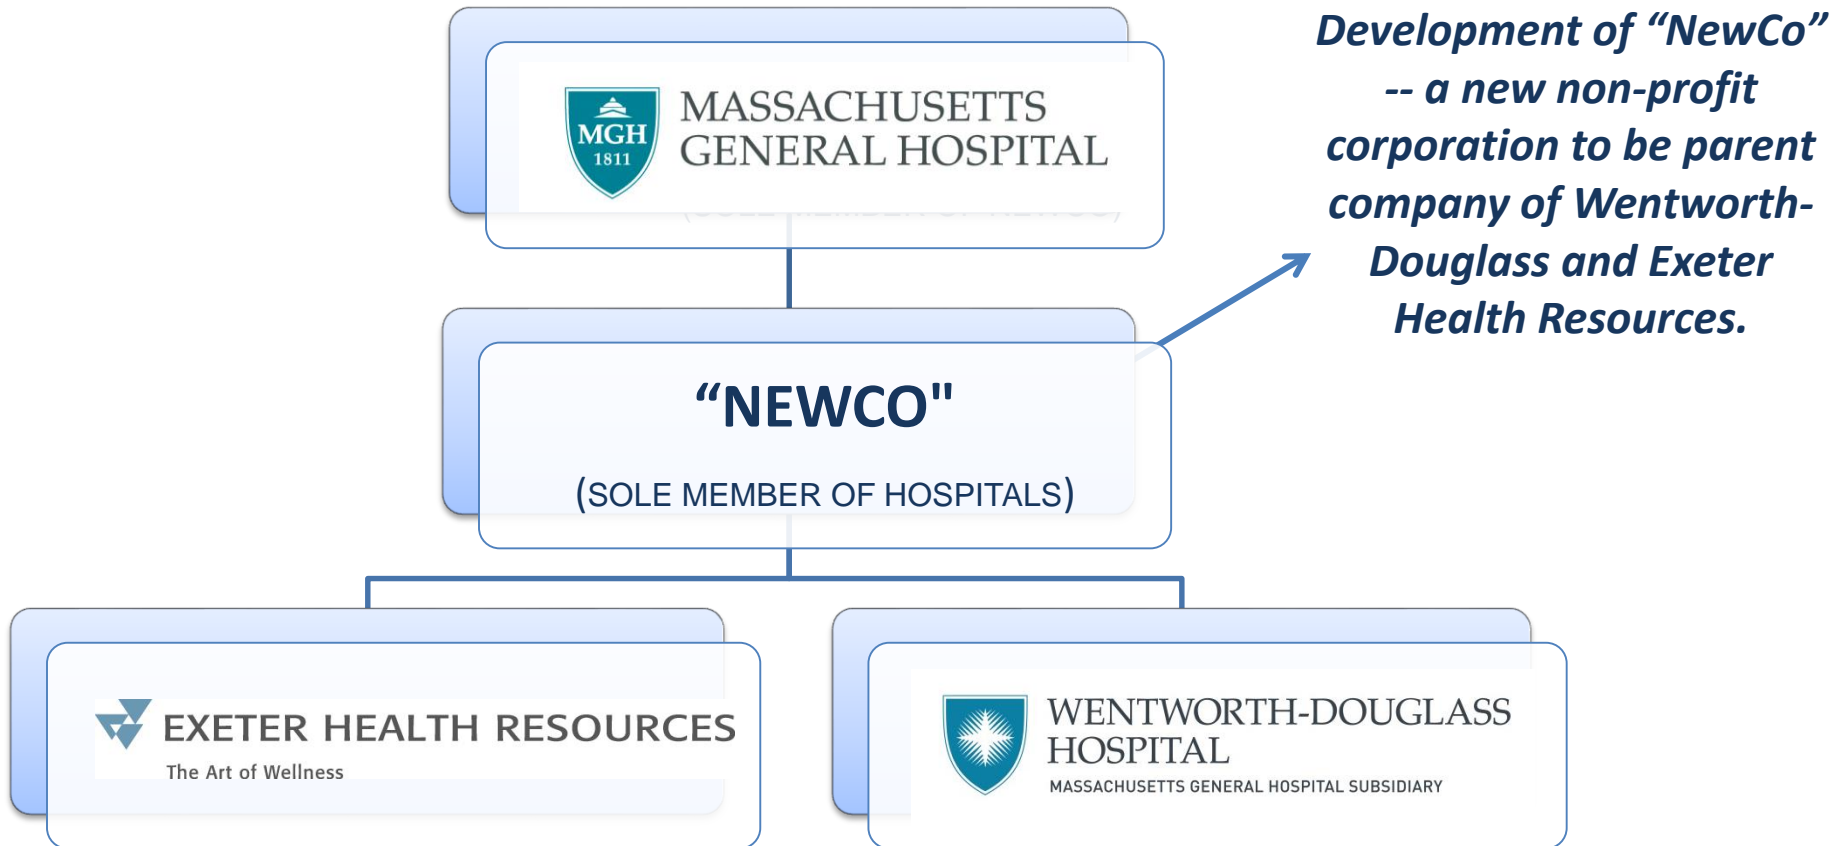 MGH
1811
MASSACHUSETTS
GENERAL HOSPITAL
Development of “NewCo”
-- a new non-profit
corporation to be parent
company of Wentworth-
Douglass and Exeter
Health Resources.
“NEWCO"
(SOLE MEMBER OF HOSPITALS)
EXETER HEALTH RESOURCES
The Art of Wellness
WENTWORTH-DOUGLASS
HOSPITAL
MASSACHUSETTS GENERAL HOSPITAL SUBSIDIARY